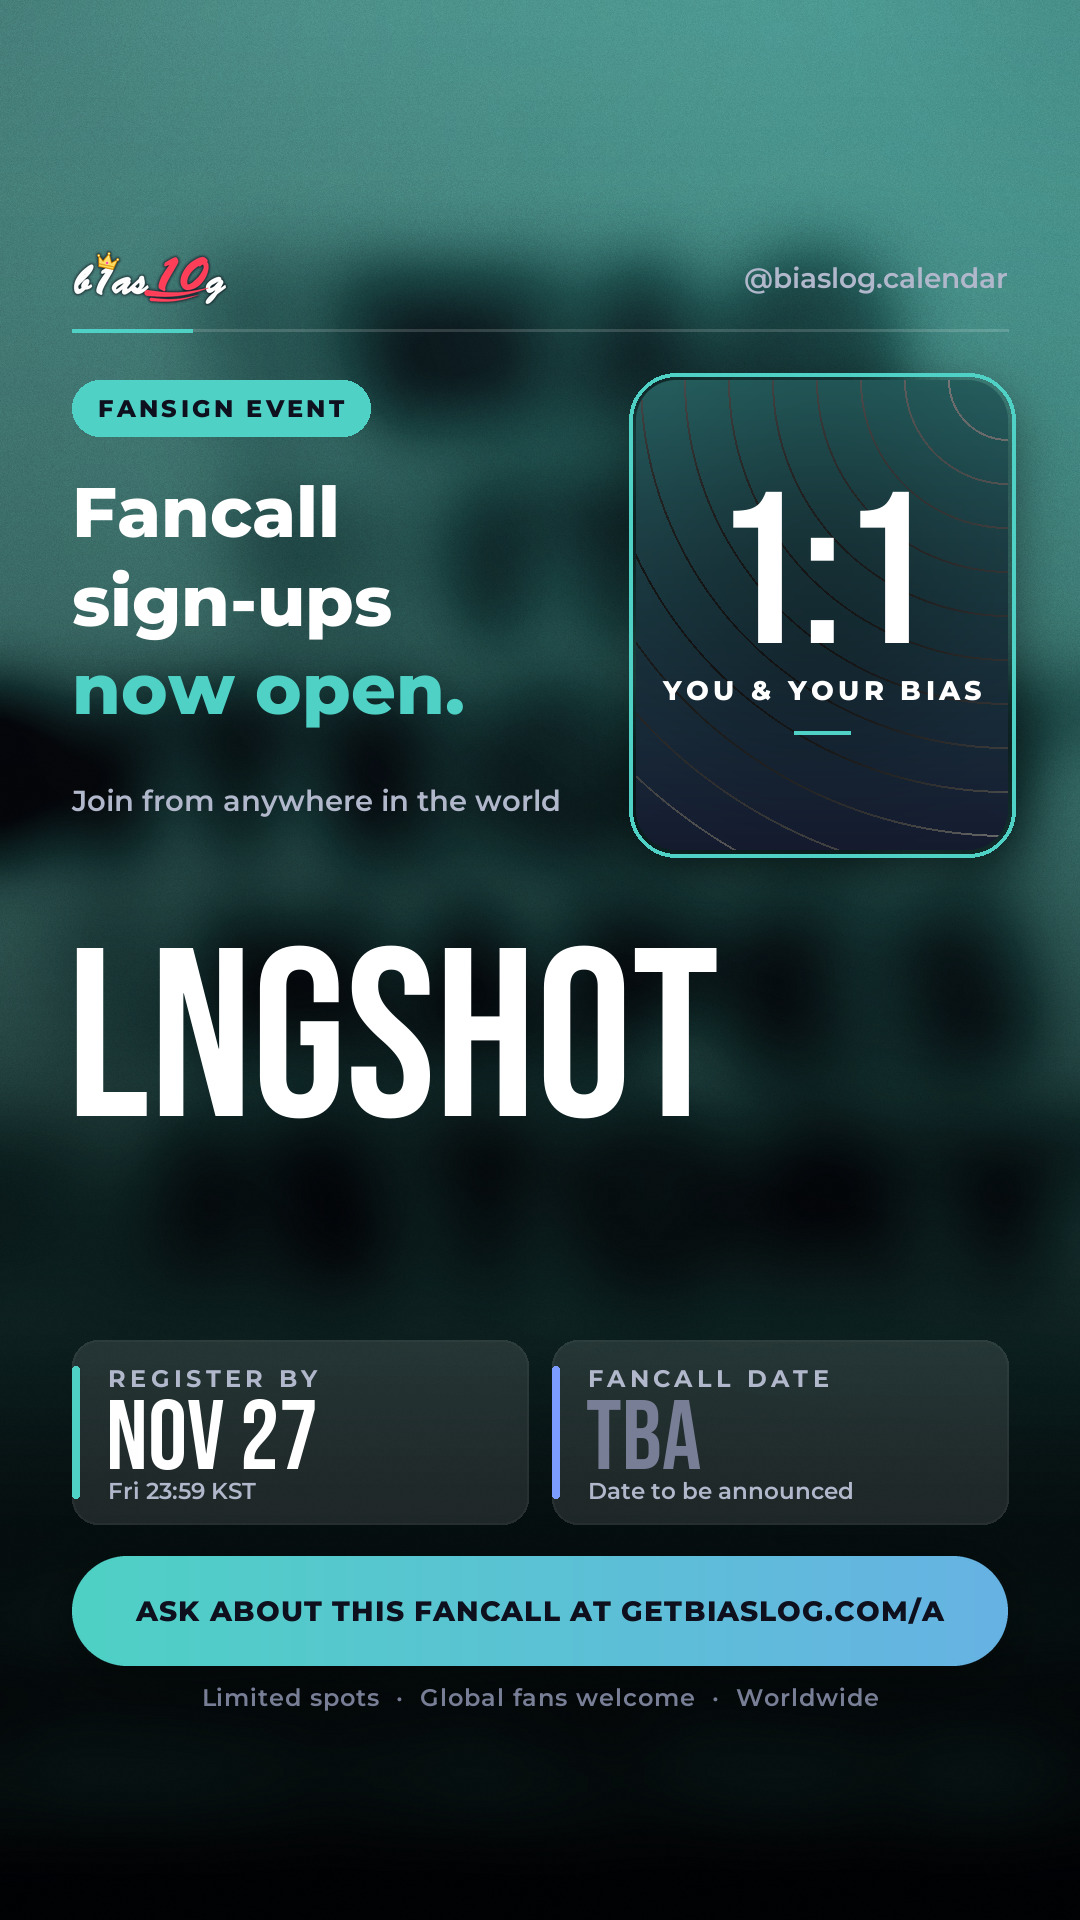 b1as10g
@biaslog.calendar
FANSIGN EVENT
Fancall
sign-ups
now open.
Join from anywhere in the world
1:1
YOU & YOUR BIAS
LNGSHOT
REGISTER BY
NOV 27
Fri 23:59 KST
FANCALL DATE
TBA
Date to be announced
ASK ABOUT THIS FANCALL AT GETBIASLOG.COM/A
Limited spots · Global fans welcome · Worldwide